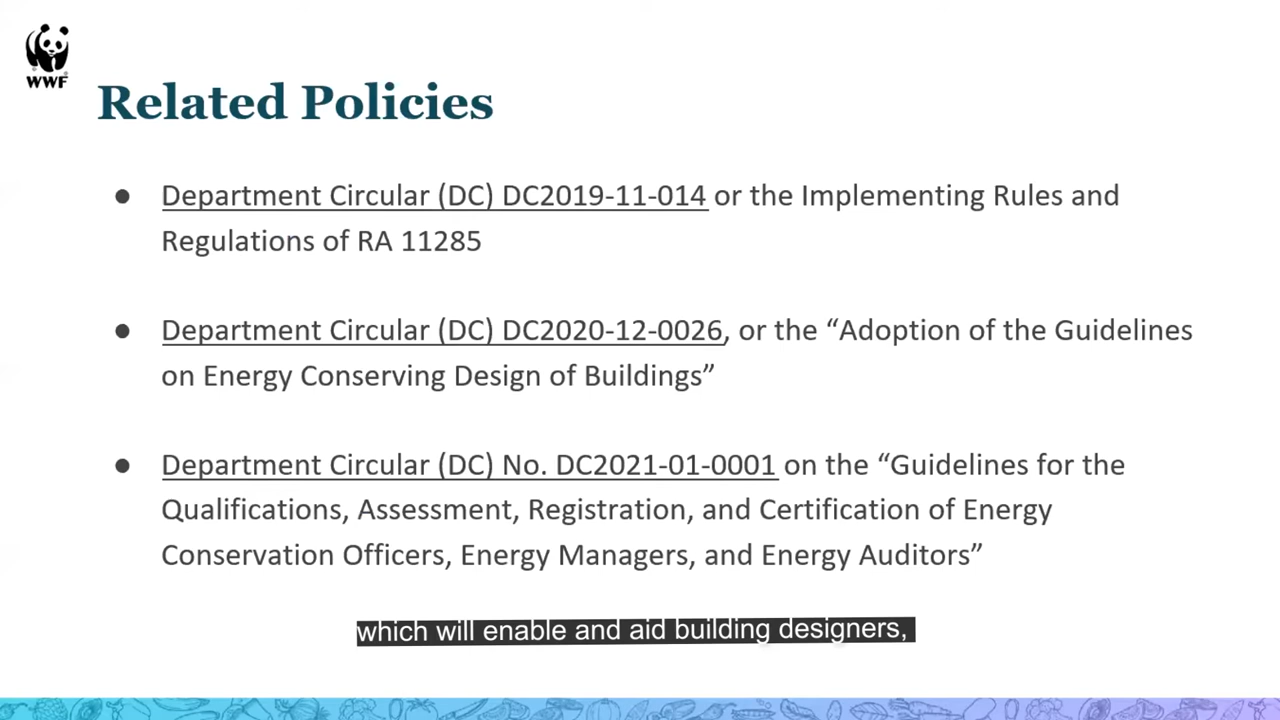 WWF
Related Policies
● Department Circular (DC) DC2019-11-014 or the Implementing Rules and
Regulations of RA 11285
● Department Circular (DC) DC2020-12-0026, or the “Adoption of the Guidelines
on Energy Conserving Design of Buildings”
● Department Circular (DC) No. DC2021-01-0001 on the “Guidelines for the
Qualifications, Assessment, Registration, and Certification of Energy
Conservation Officers, Energy Managers, and Energy Auditors”
which will enable and aid building designers,